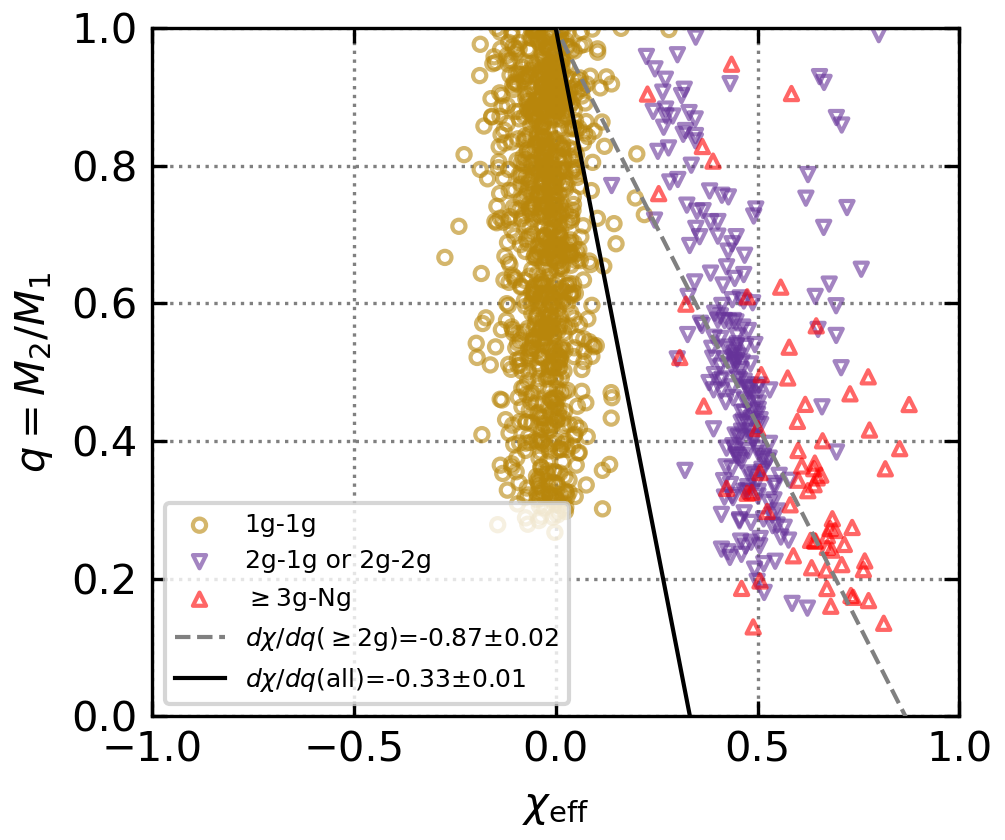 1.0
0.8
0.6
0.4
0.2
0.0
q = M₂/M₁
1g-1g
2g-1g or 2g-2g
≥3g-Ng
dχ/dq(≥2g)=-0.87±0.02
dχ/dq(all)=-0.33±0.01
−1.0 −0.5 0.0 0.5 1.0
χeff